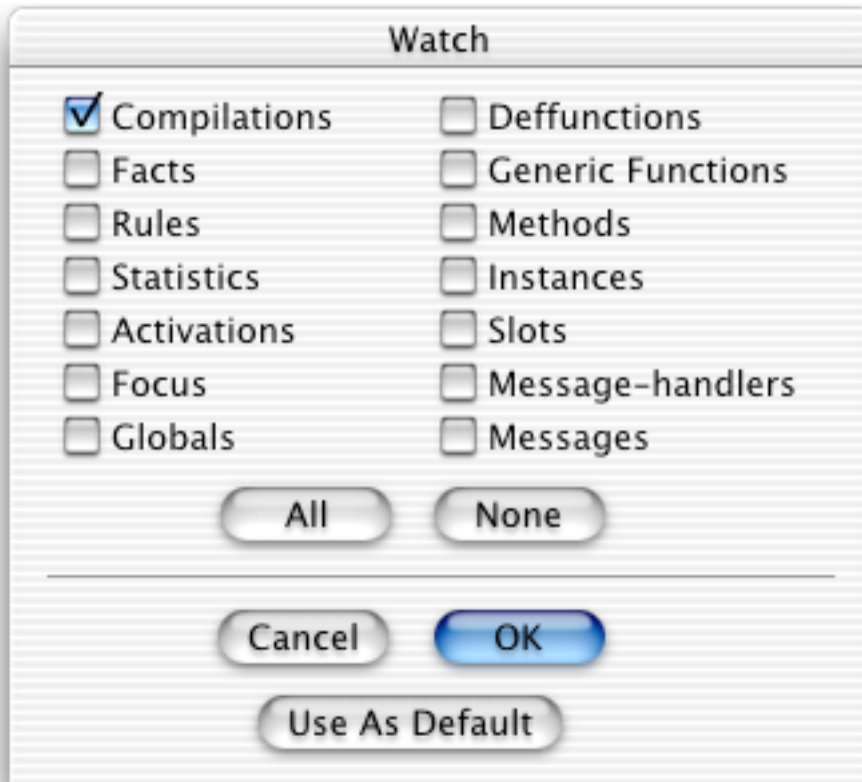 Watch
Compilations
Facts
Rules
Statistics
Activations
Focus
Globals
Deffunctions
Generic Functions
Methods
Instances
Slots
Message-handlers
Messages
All
None
Cancel
OK
Use As Default